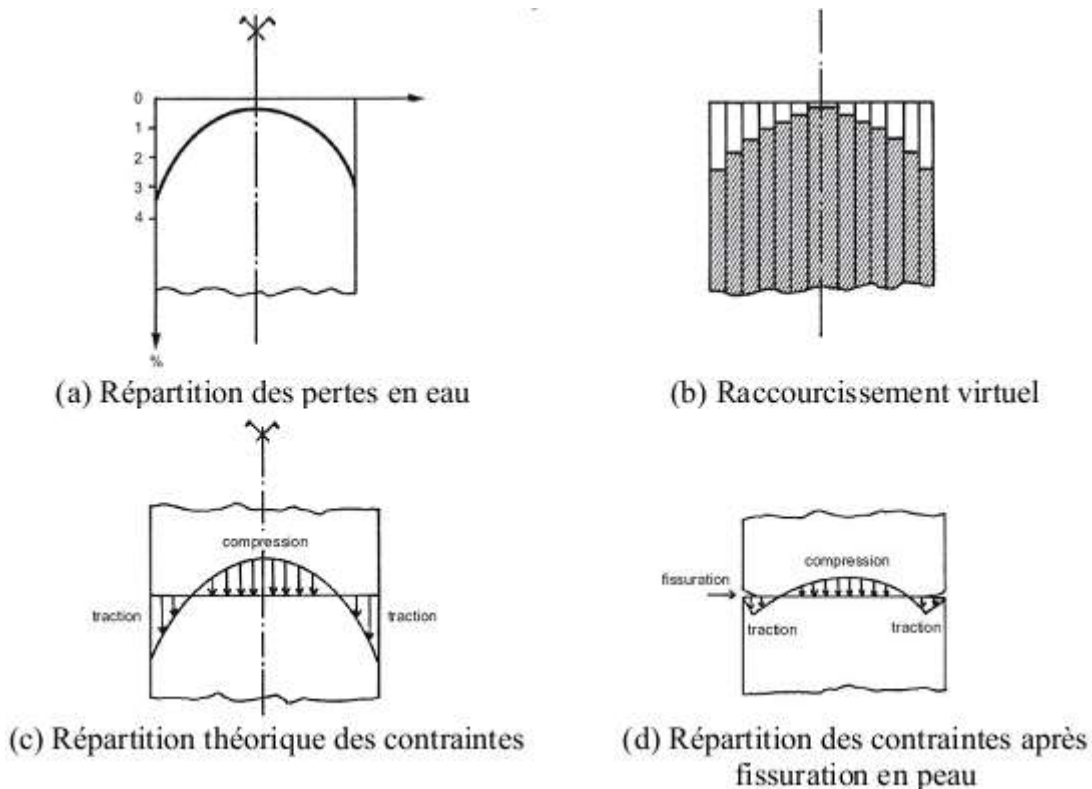 0
1
2
3
4
%
(a) Répartition des pertes en eau
(b) Raccourcissement virtuel
compression
traction
traction
(c) Répartition théorique des contraintes
compression
fissuration
traction
traction
(d) Répartition des contraintes après
fissuration en peau